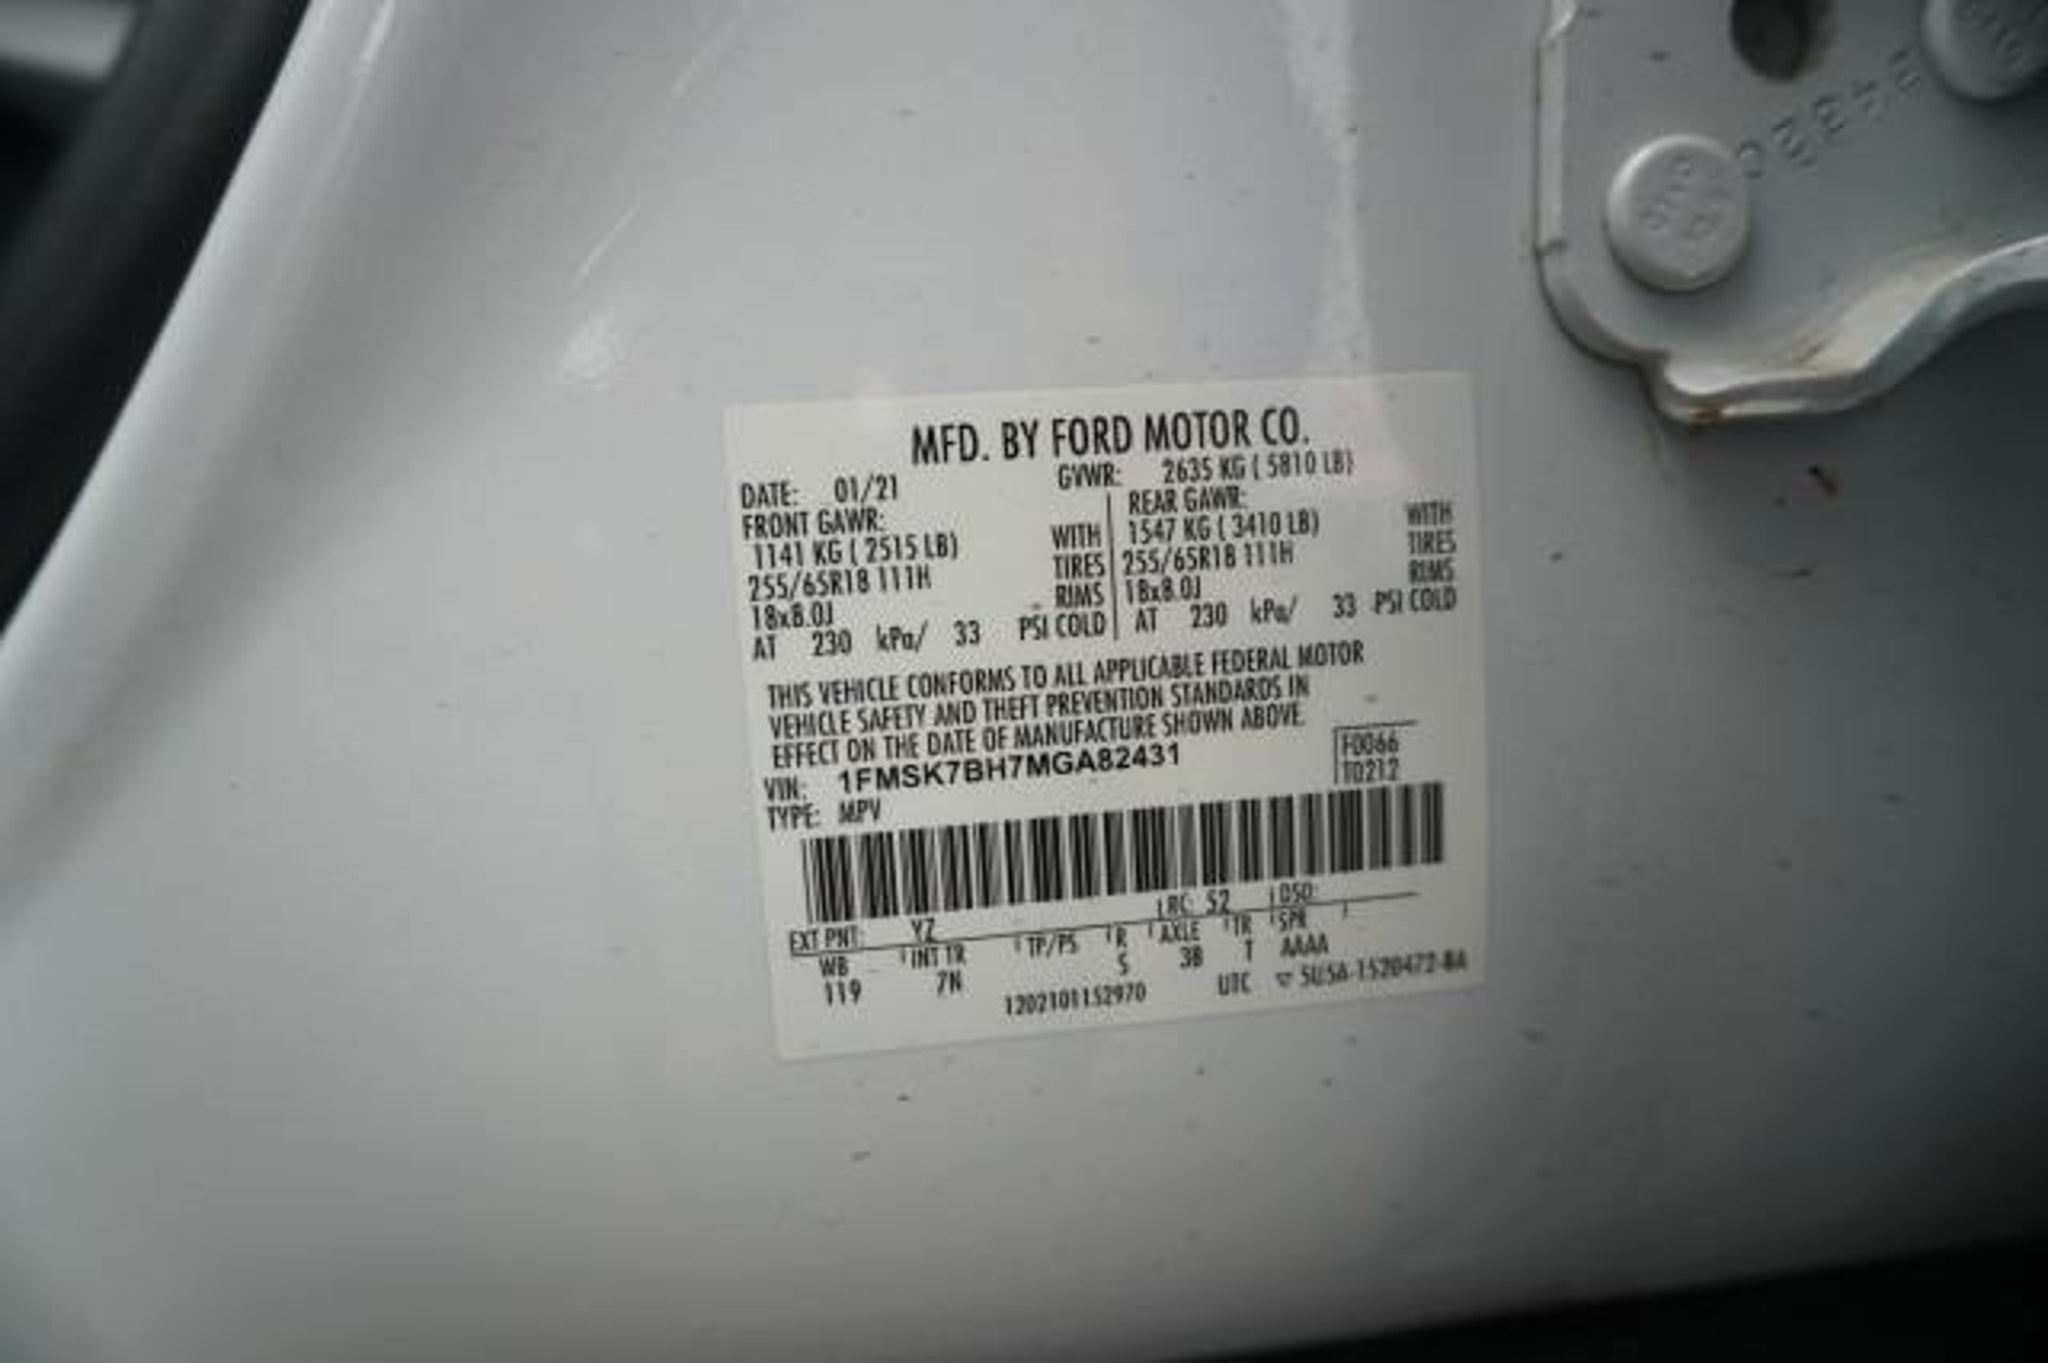 MFD. BY FORD MOTOR CO.
DATE: 01/21 GVWR: 2635 KG ( 5810 LB)
FRONT GAWR: REAR GAWR:
1141 KG ( 2515 LB) WITH 1547 KG ( 3410 LB) WITH
255/65R18 111H TIRES 255/65R18 111H TIRES
18x8.0J RIMS 18x8.0J RIMS
AT 230 kPa/ 33 PSI COLD AT 230 kPa/ 33 PSI COLD
THIS VEHICLE CONFORMS TO ALL APPLICABLE FEDERAL MOTOR
VEHICLE SAFETY AND THEFT PREVENTION STANDARDS IN
EFFECT ON THE DATE OF MANUFACTURE SHOWN ABOVE.
VIN: 1FMSK7BH7MGA82431 F0066
TYPE: MPV T0212
EXT PNT: YZ RC: 52 DSO:
WB INT TR TP/PS R AXLE TR SPR
119 7N S 3B T AAAA
1202101152970 UTC ▽ 5U5A-1520472-BA